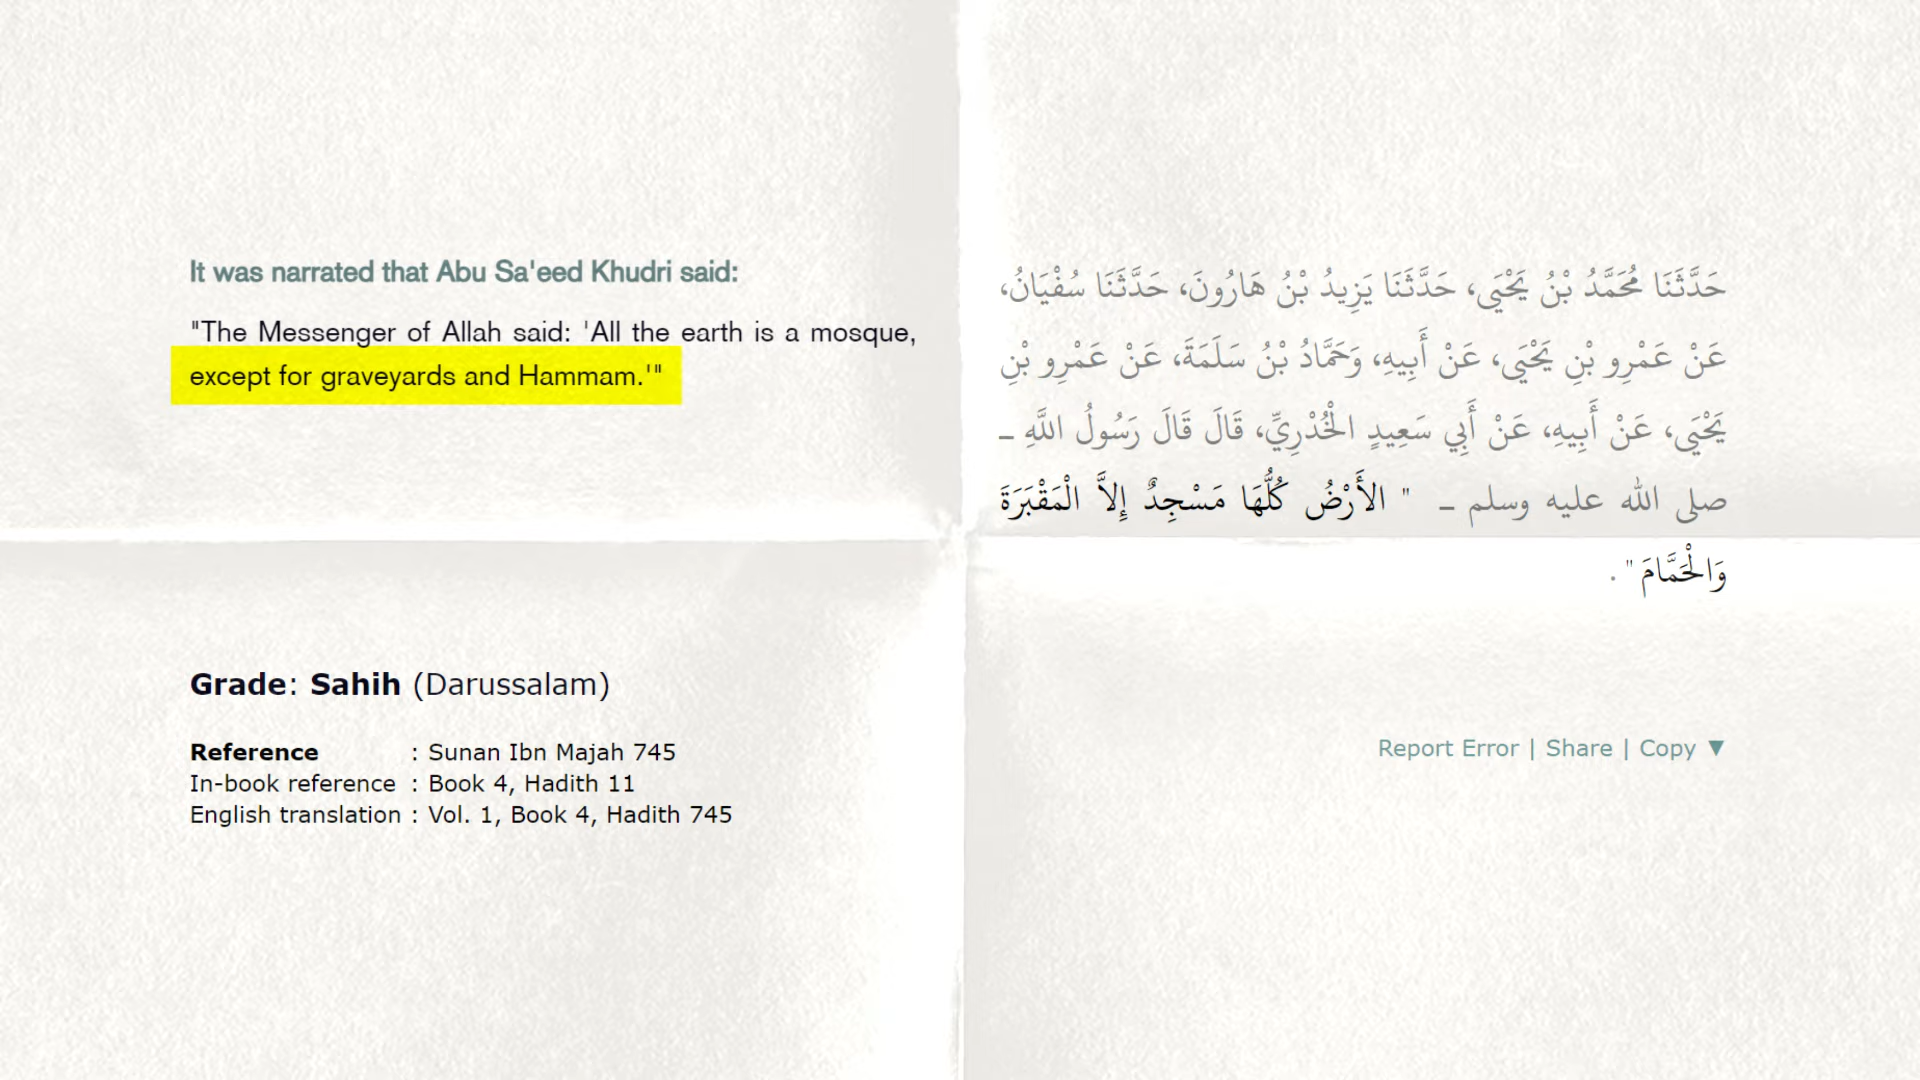 It was narrated that Abu Sa'eed Khudri said:
"The Messenger of Allah said: 'All the earth is a mosque,
except for graveyards and Hammam.'"
حَدَّثَنَا مُحَمَّدُ بْنُ يَحْيَى، حَدَّثَنَا يَزِيدُ بْنُ هَارُونَ، حَدَّثَنَا سُفْيَانُ،
عَنْ عَمْرِو بْنِ يَحْيَى، عَنْ أَبِيهِ، وَحَمَّادُ بْنُ سَلَمَةَ، عَنْ عَمْرِو بْنِ
يَحْيَى، عَنْ أَبِيهِ، عَنْ أَبِي سَعِيدٍ الْخُدْرِيِّ، قَالَ قَالَ رَسُولُ اللَّهِ ـ
صلى الله عليه وسلم ـ " الأَرْضُ كُلُّهَا مَسْجِدٌ إِلاَّ الْمَقْبَرَةَ
وَالْحَمَّامَ " .
Grade: Sahih (Darussalam)
Reference : Sunan Ibn Majah 745
In-book reference : Book 4, Hadith 11
English translation : Vol. 1, Book 4, Hadith 745
Report Error | Share | Copy ▼